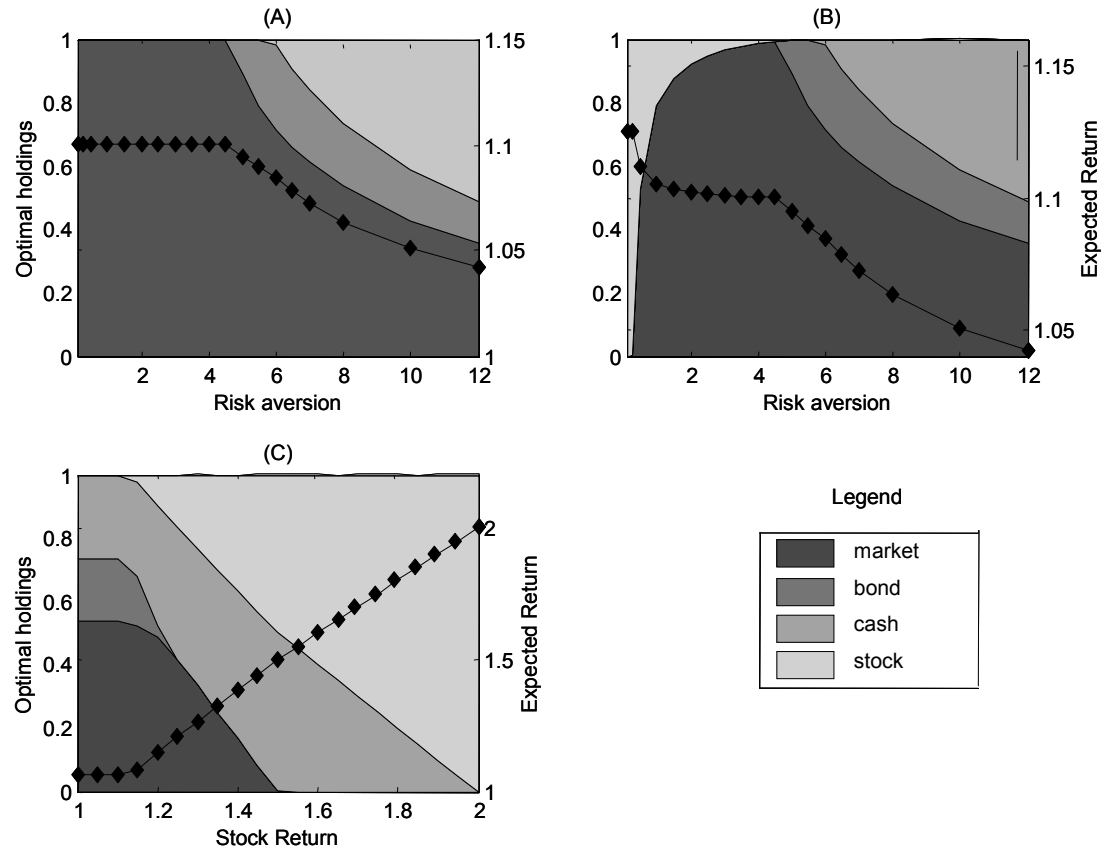 (A)
1
0.8
0.6
0.4
0.2
0
Optimal holdings
2 4 6 8 10 12
Risk aversion
1.15
1.1
1.05
1
(B)
1
0.8
0.6
0.4
0.2
0
2 4 6 8 10 12
Risk aversion
1.15
1.1
1.05
Expected Return
(C)
1
0.8
0.6
0.4
0.2
0
Optimal holdings
1 1.2 1.4 1.6 1.8 2
Stock Return
2
1.5
1
Expected Return
Legend
market
bond
cash
stock